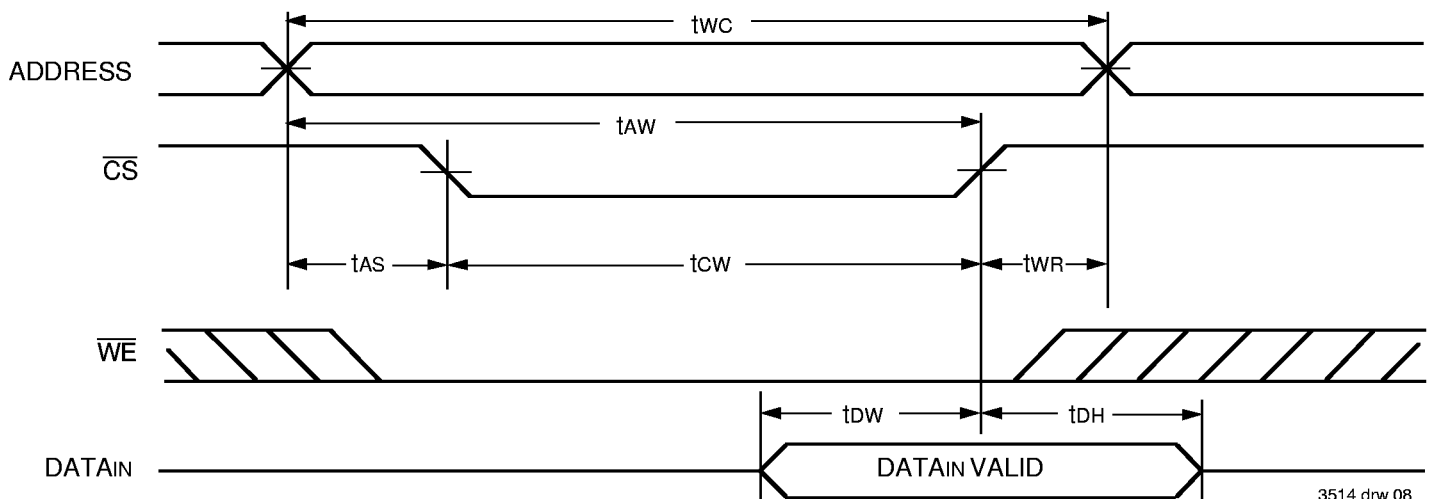 tWC
ADDRESS
tAW
CS
tAS
tCW
tWR
WE
tDW
tDH
DATAIN
DATAIN VALID
3514 drw 08